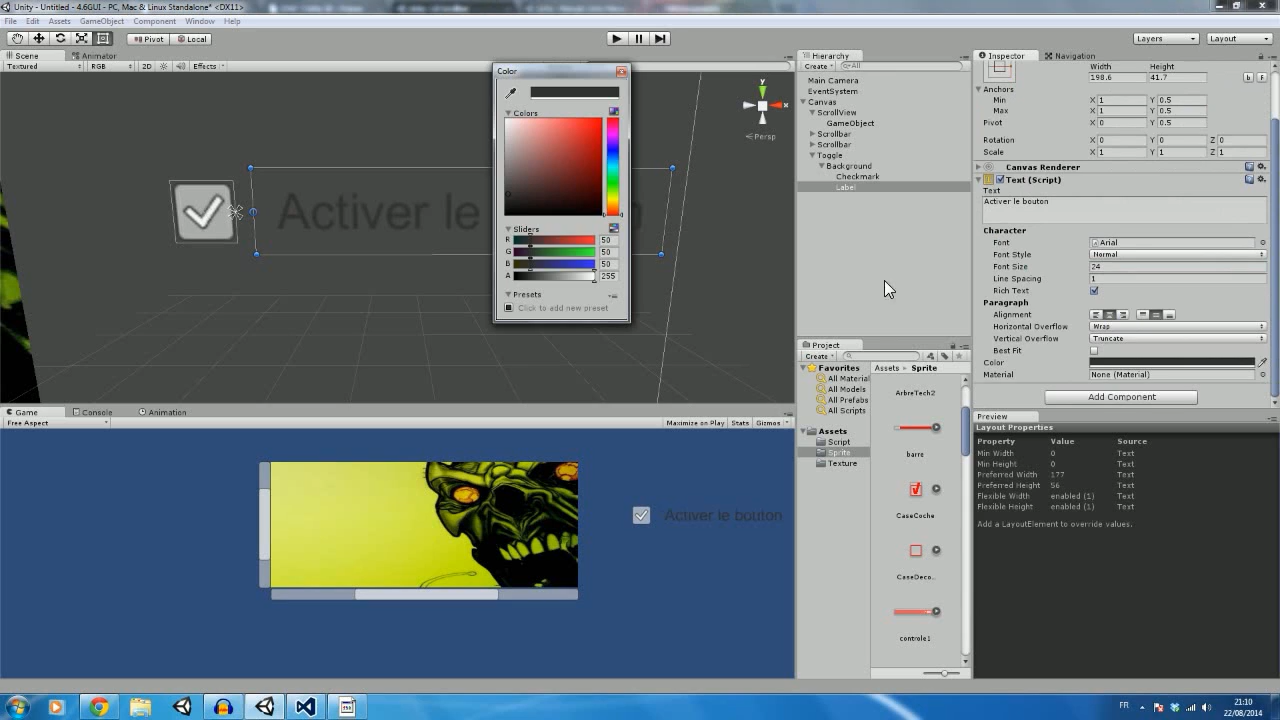 Unity - Untitled - 4.6GUI - PC, Mac & Linux Standalone* <DX11>
File Edit Assets GameObject Component Window Help
Pivot Local
Layers Layout
Scene Animator
Textured RGB 2D Effects
Persp
Activer le
Color
Colors
Sliders
R 50
G 50
B 50
A 255
Presets
Click to add new preset
Hierarchy
Create All
Main Camera
EventSystem
Canvas
ScrollView
GameObject
Scrollbar
Scrollbar
Toggle
Background
Checkmark
Label
Inspector Navigation
Width Height
198.6 41.7
B R
Anchors
Min X 1 Y 0.5
Max X 1 Y 0.5
Pivot X 0 Y 0.5
Rotation X 0 Y 0 Z 0
Scale X 1 Y 1 Z 1
Canvas Renderer
Text (Script)
Text
Activer le bouton
Character
Font Arial
Font Style Normal
Font Size 24
Line Spacing 1
Rich Text
Paragraph
Alignment
Horizontal Overflow Wrap
Vertical Overflow Truncate
Best Fit
Color
Material None (Material)
Add Component
Project
Create
Favorites
All Material
All Models
All Prefabs
All Scripts
Assets
Script
Sprite
Texture
Assets Sprite
ArbreTech2
barre
CaseCoche
CaseDeco..
controle1
Preview
Layout Properties
Property Value Source
Min Width 0 Text
Min Height 0 Text
Preferred Width 177 Text
Preferred Height 56 Text
Flexible Width enabled (1) Text
Flexible Height enabled (1) Text
Add a LayoutElement to override values.
Game Console Animation
Free Aspect Maximize on Play Stats Gizmos
Activer le bouton
FR
21:10
22/08/2014